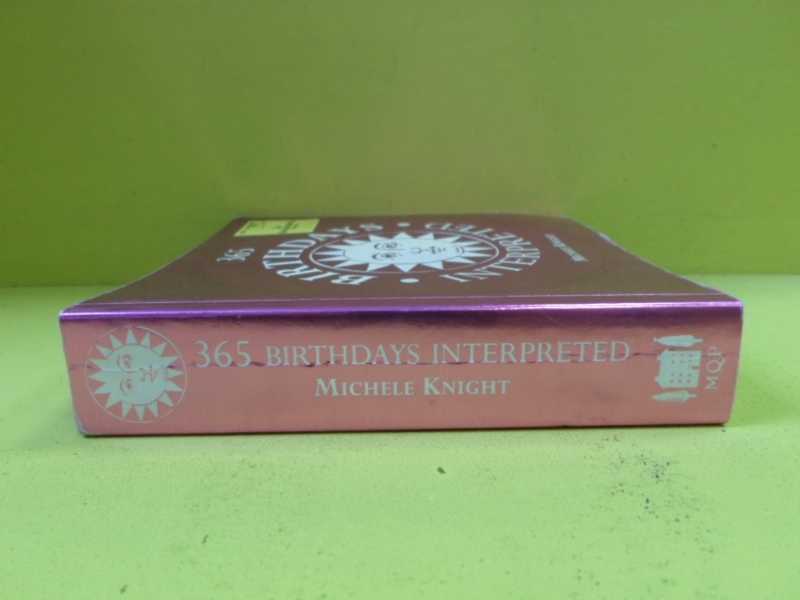 365
BIRTHDAYS • INTERPRETED •
365 BIRTHDAYS INTERPRETED
MICHELE KNIGHT
MQP